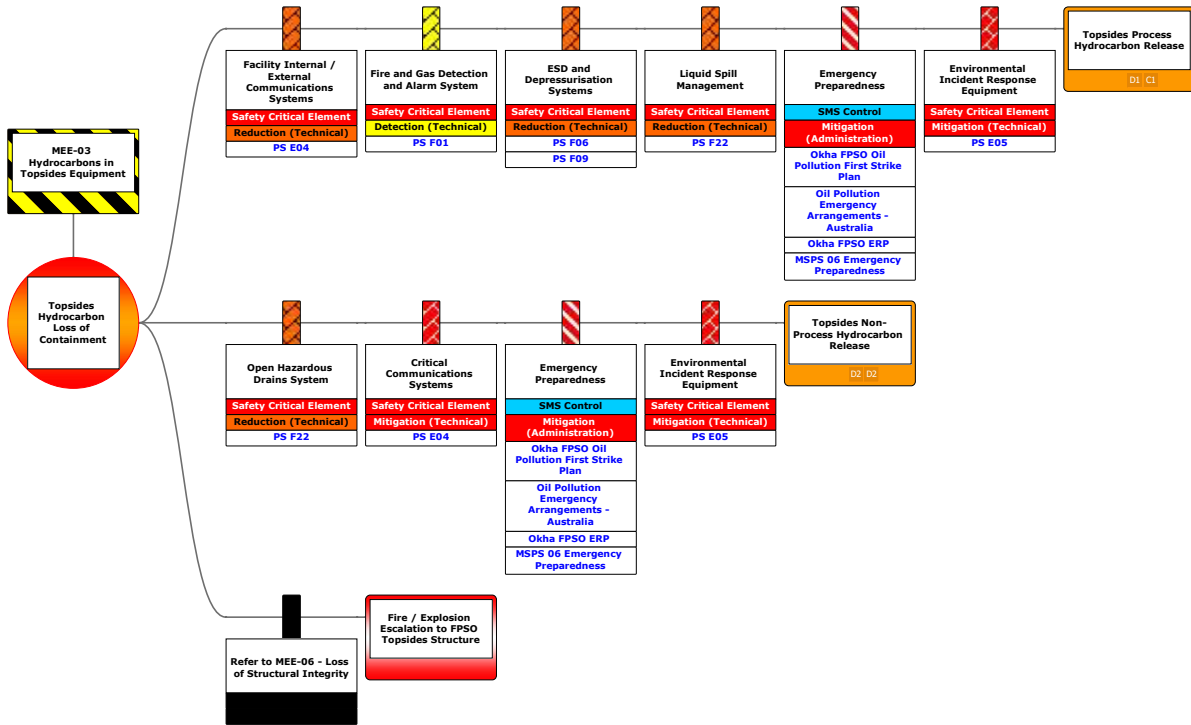 MEE-03
Hydrocarbons in
Topsides Equipment
Topsides
Hydrocarbon
Loss of
Containment
Facility Internal /
External
Communications
Systems
Safety Critical Element
Reduction (Technical)
PS E04
Fire and Gas Detection
and Alarm System
Safety Critical Element
Detection (Technical)
PS F01
ESD and
Depressurisation
Systems
Safety Critical Element
Reduction (Technical)
PS F06
PS F09
Liquid Spill
Management
Safety Critical Element
Reduction (Technical)
PS F22
Emergency
Preparedness
SMS Control
Mitigation
(Administration)
Okha FPSO Oil
Pollution First Strike
Plan
Oil Pollution
Emergency
Arrangements -
Australia
Okha FPSO ERP
MSPS 06 Emergency
Preparedness
Environmental
Incident Response
Equipment
Safety Critical Element
Mitigation (Technical)
PS E05
Topsides Process
Hydrocarbon Release
D1 C1
Open Hazardous
Drains System
Safety Critical Element
Reduction (Technical)
PS F22
Critical
Communications
Systems
Safety Critical Element
Mitigation (Technical)
PS E04
Emergency
Preparedness
SMS Control
Mitigation
(Administration)
Okha FPSO Oil
Pollution First Strike
Plan
Oil Pollution
Emergency
Arrangements -
Australia
Okha FPSO ERP
MSPS 06 Emergency
Preparedness
Environmental
Incident Response
Equipment
Safety Critical Element
Mitigation (Technical)
PS E05
Topsides Non-
Process Hydrocarbon
Release
D2 D2
Refer to MEE-06 - Loss
of Structural Integrity
Fire / Explosion
Escalation to FPSO
Topsides Structure